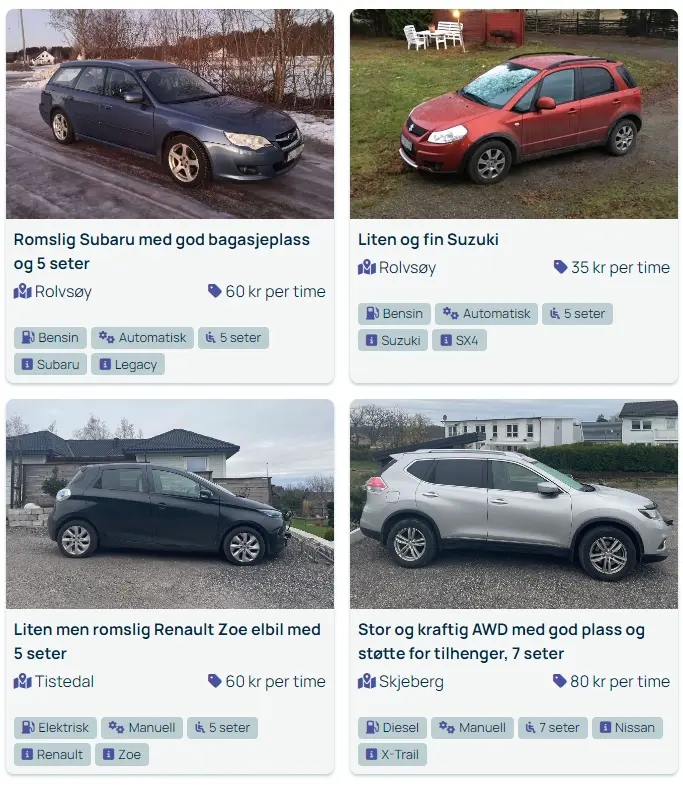 Romslig Subaru med god bagasjeplass
og 5 seter
Rolvsøy 60 kr per time
Bensin Automatisk 5 seter
Subaru Legacy
Liten og fin Suzuki
Rolvsøy 35 kr per time
Bensin Automatisk 5 seter
Suzuki SX4
Liten men romslig Renault Zoe elbil med
5 seter
Tistedal 60 kr per time
Elektrisk Manuell 5 seter
Renault Zoe
Stor og kraftig AWD med god plass og
støtte for tilhenger, 7 seter
Skjeberg 80 kr per time
Diesel Manuell 7 seter Nissan
X-Trail